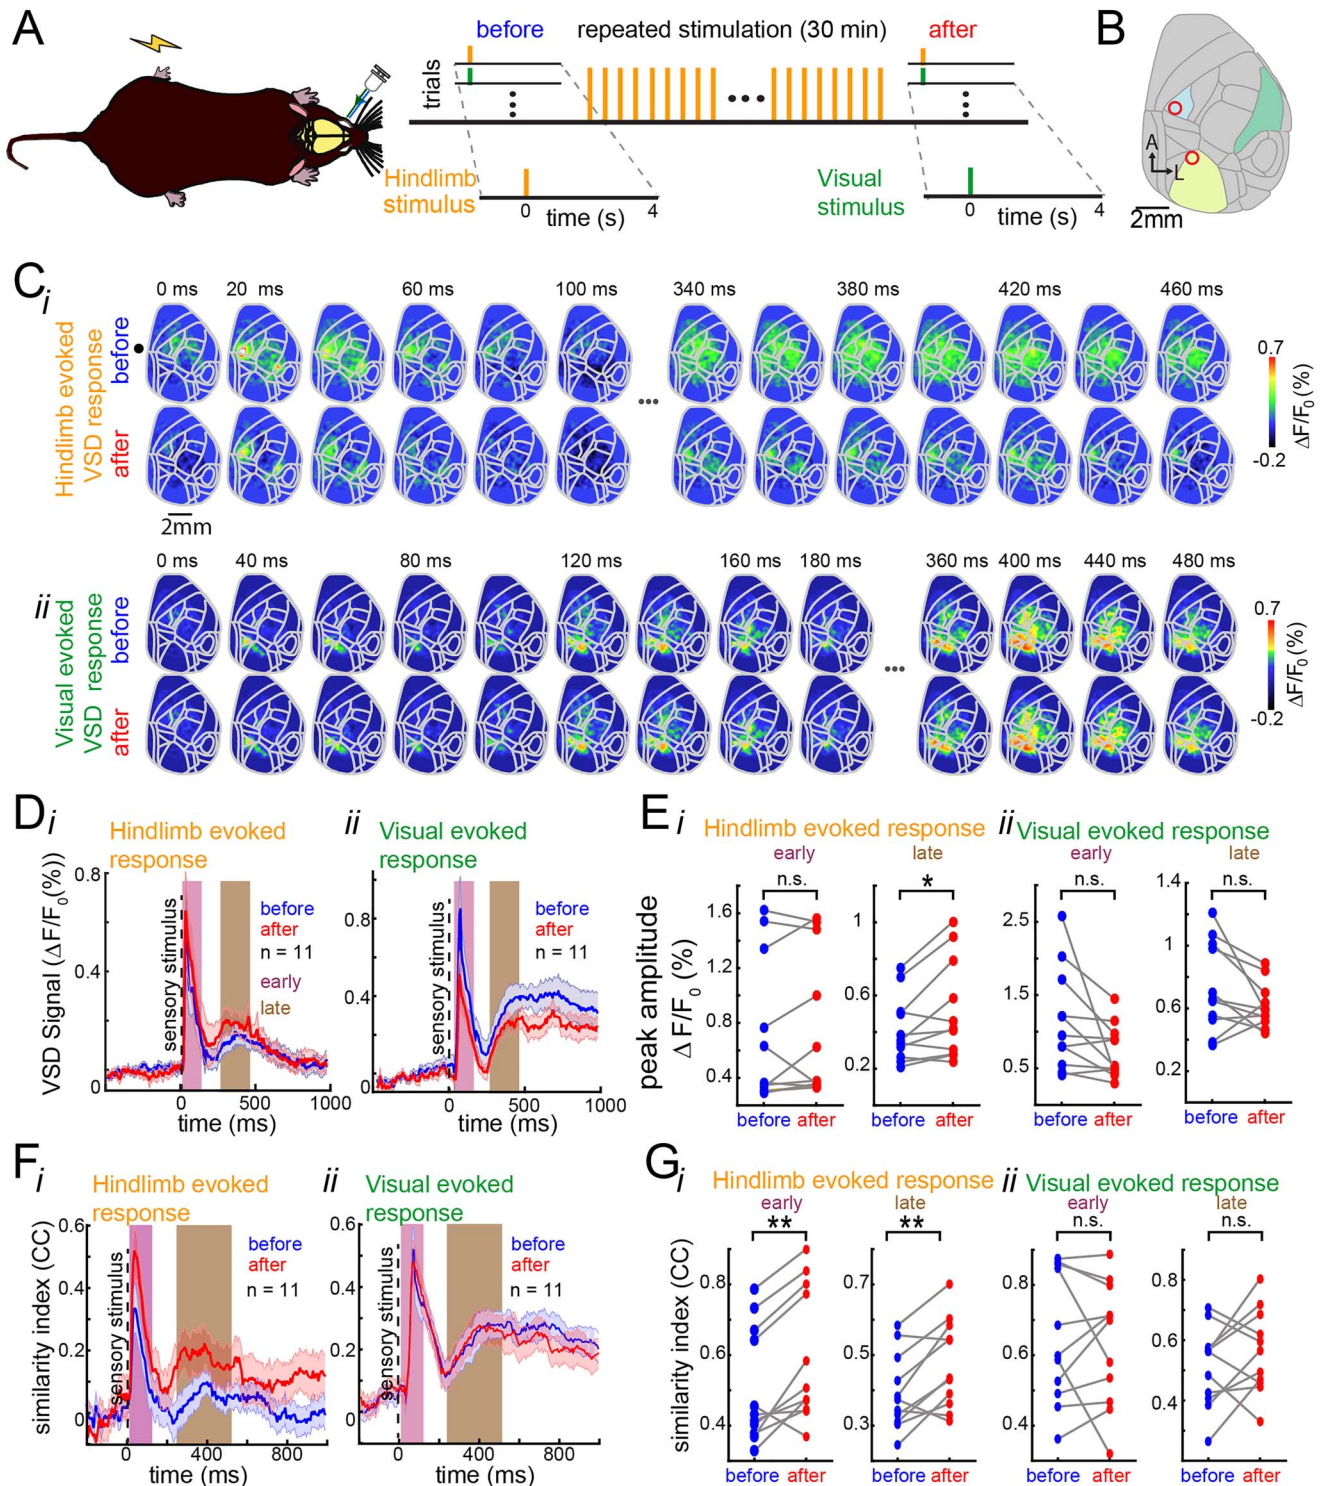 A
before
repeated stimulation (30 min)
after
trials
Hindlimb
stimulus
0
time (s)
4
Visual
stimulus
0
time (s)
4
B
A
L
2mm
C
i
Hindlimb evoked
VSD response
before
after
0 ms
20 ms
60 ms
100 ms
340 ms
380 ms
420 ms
460 ms
0.7
-0.2
ΔF/F0 (%)
2mm
ii
Visual evoked
VSD response
before
after
0 ms
40 ms
80 ms
120 ms
160 ms
180 ms
360 ms
400 ms
440 ms
480 ms
0.7
-0.2
ΔF/F0 (%)
D
i
Hindlimb evoked
response
VSD Signal (ΔF/F0(%))
0.8
0.4
0
sensory stimulus
before
after
n = 11
early
late
0
500
1000
time (ms)
ii
Visual evoked
response
0.8
0.4
0
sensory stimulus
before
after
n = 11
0
500
1000
time (ms)
E
i
Hindlimb evoked response
peak amplitude
ΔF/F0 (%)
early
n.s.
1.6
1.2
0.8
0.4
before after
late
*
1
0.6
0.2
before after
ii
Visual evoked response
early
n.s.
2.5
1.5
0.5
before after
late
n.s.
1.4
1
0.6
0.2
before after
F
i
Hindlimb evoked
response
similarity index (CC)
0.6
0.4
0.2
0
sensory stimulus
before
after
n = 11
0
400
800
time (ms)
ii
Visual evoked
response
0.6
0.4
0.2
0
sensory stimulus
before
after
n = 11
0
400
800
time (ms)
G
i
Hindlimb evoked response
similarity index (CC)
early
**
0.8
0.6
0.4
before after
late
**
0.7
0.5
0.3
before after
ii
Visual evoked response
early
n.s.
0.8
0.6
0.4
before after
late
n.s.
0.8
0.6
0.4
before after